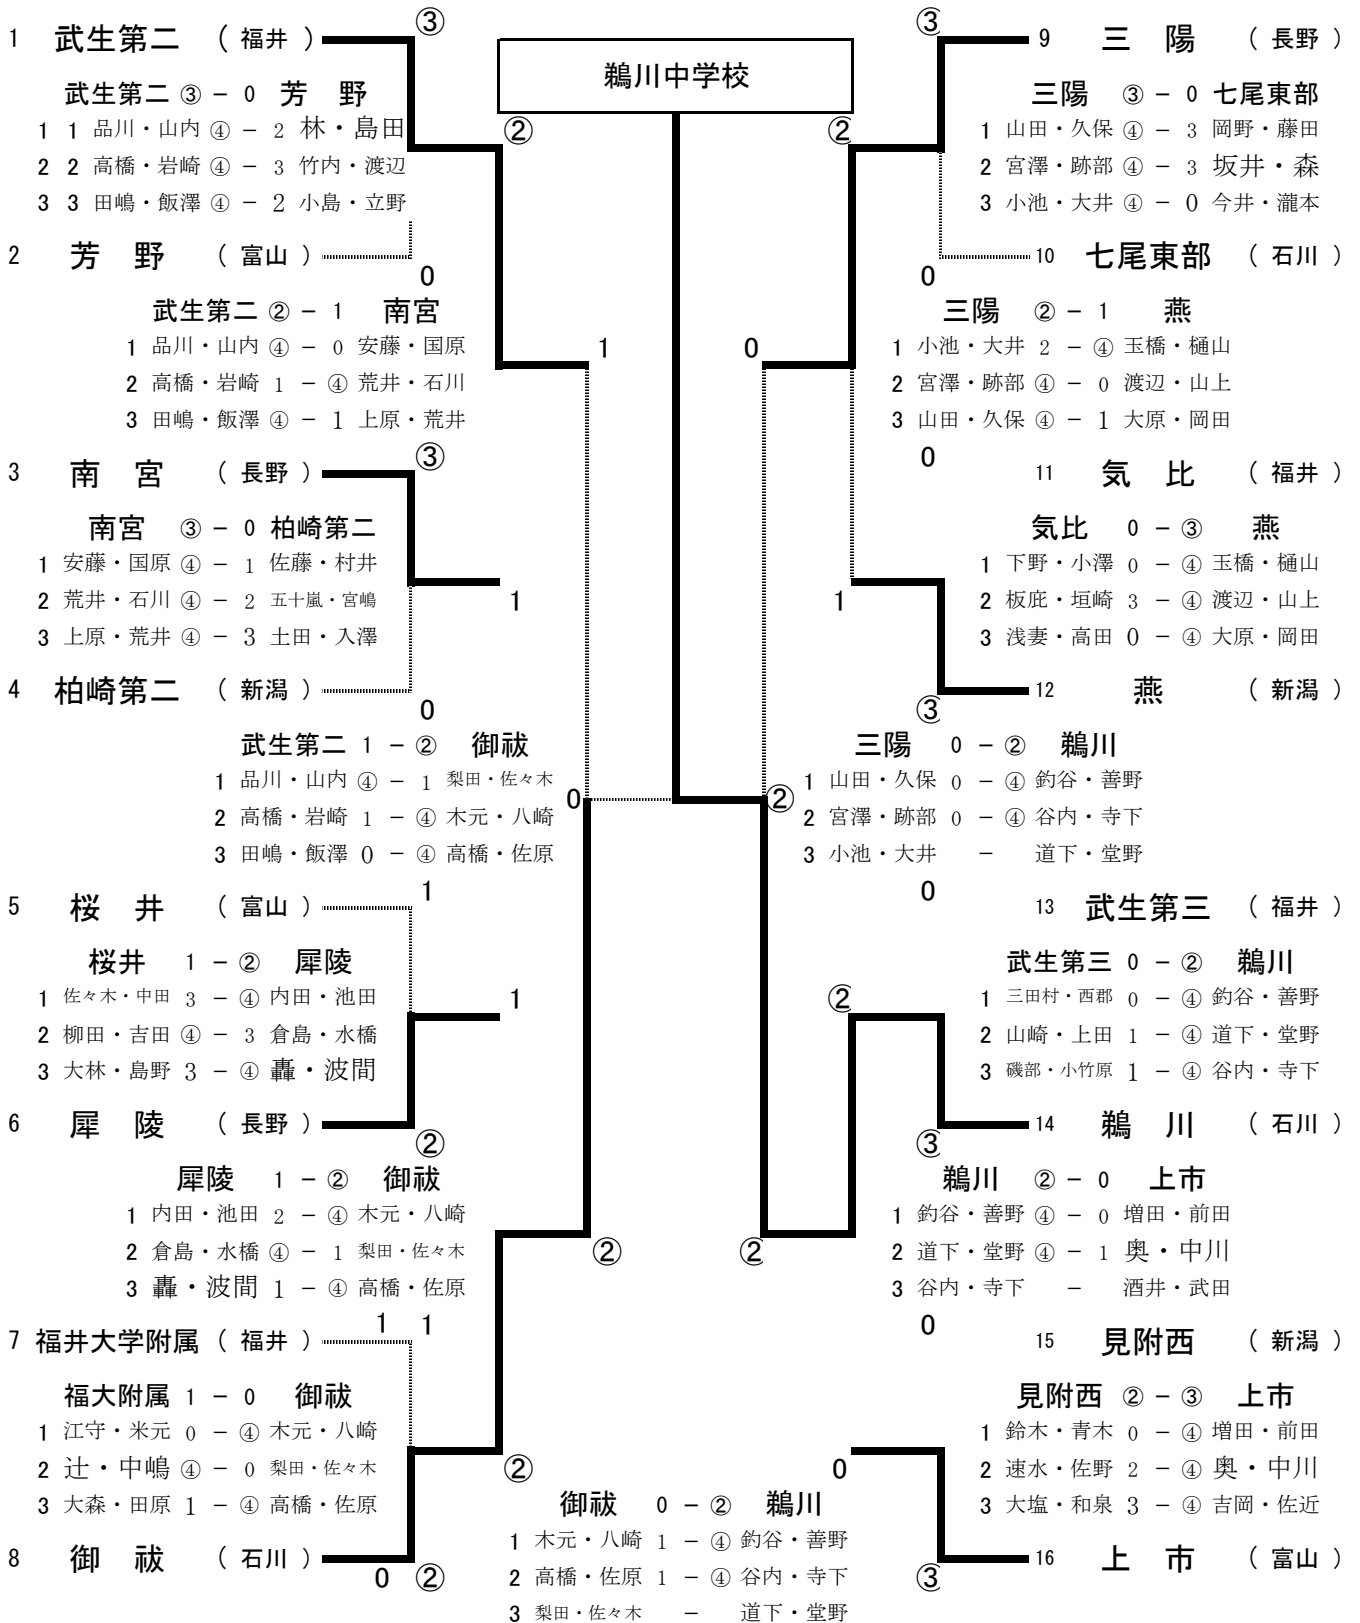 鵜川中学校
1 武生第二 （ 福井 ） ③
武生第二 ③ － 0 芳 野
1 1 品川・山内 ④ － 2 林・島田
2 2 高橋・岩崎 ④ － 3 竹内・渡辺
3 3 田嶋・飯澤 ④ － 2 小島・立野
②
2 芳 野 （ 富山 ） 0
武生第二 ② － 1 南宮
1 品川・山内 ④ － 0 安藤・国原
2 高橋・岩崎 1 － ④ 荒井・石川
3 田嶋・飯澤 ④ － 1 上原・荒井
1
3 南 宮 （ 長野 ） ③
南宮 ③ － 0 柏崎第二
1 安藤・国原 ④ － 1 佐藤・村井
2 荒井・石川 ④ － 2 五十嵐・宮嶋
3 上原・荒井 ④ － 3 土田・入澤
1
4 柏崎第二 （ 新潟 ） 0
武生第二 1 － ② 御祓
1 品川・山内 ④ － 1 梨田・佐々木
2 高橋・岩崎 1 － ④ 木元・八崎
3 田嶋・飯澤 0 － ④ 高橋・佐原
0
5 桜 井 （ 富山 ） 1
桜井 1 － ② 犀陵
1 佐々木・中田 3 － ④ 内田・池田
2 柳田・吉田 ④ － 3 倉島・水橋
3 大林・島野 3 － ④ 轟・波間
1
6 犀 陵 （ 長野 ） ②
犀陵 1 － ② 御祓
1 内田・池田 2 － ④ 木元・八崎
2 倉島・水橋 ④ － 1 梨田・佐々木
3 轟・波間 1 － ④ 高橋・佐原
②
7 福井大学附属 （ 福井 ） 1 1
福大附属 1 － 0 御祓
1 江守・米元 0 － ④ 木元・八崎
2 辻・中嶋 ④ － 0 梨田・佐々木
3 大森・田原 1 － ④ 高橋・佐原
②
8 御 祓 （ 石川 ） 0 ②
御祓 0 － ② 鵜川
1 木元・八崎 1 － ④ 釣谷・善野
2 高橋・佐原 1 － ④ 谷内・寺下
3 梨田・佐々木 － 道下・堂野
③ 9 三 陽 （ 長野 ）
三陽 ③ － 0 七尾東部
1 山田・久保 ④ － 3 岡野・藤田
2 宮澤・跡部 ④ － 3 坂井・森
3 小池・大井 ④ － 0 今井・瀧本
②
0 10 七尾東部 （ 石川 ）
三陽 ② － 1 燕
1 小池・大井 2 － ④ 玉橋・樋山
2 宮澤・跡部 ④ － 0 渡辺・山上
3 山田・久保 ④ － 1 大原・岡田
0
0 11 気 比 （ 福井 ）
気比 0 － ③ 燕
1 下野・小澤 0 － ④ 玉橋・樋山
2 板庇・垣崎 3 － ④ 渡辺・山上
3 浅妻・高田 0 － ④ 大原・岡田
1
③ 12 燕 （ 新潟 ）
三陽 0 － ② 鵜川
1 山田・久保 0 － ④ 釣谷・善野
2 宮澤・跡部 0 － ④ 谷内・寺下
3 小池・大井 － 道下・堂野
②
0 13 武生第三 （ 福井 ）
武生第三 0 － ② 鵜川
1 三田村・西郡 0 － ④ 釣谷・善野
2 山崎・上田 1 － ④ 道下・堂野
3 磯部・小竹原 1 － ④ 谷内・寺下
②
③ 14 鵜 川 （ 石川 ）
鵜川 ② － 0 上市
1 釣谷・善野 ④ － 0 増田・前田
2 道下・堂野 ④ － 1 奥・中川
3 谷内・寺下 － 酒井・武田
②
0 15 見附西 （ 新潟 ）
見附西 ② － ③ 上市
1 鈴木・青木 0 － ④ 増田・前田
2 速水・佐野 2 － ④ 奥・中川
3 大塩・和泉 3 － ④ 吉岡・佐近
0
③ 16 上 市 （ 富山 ）